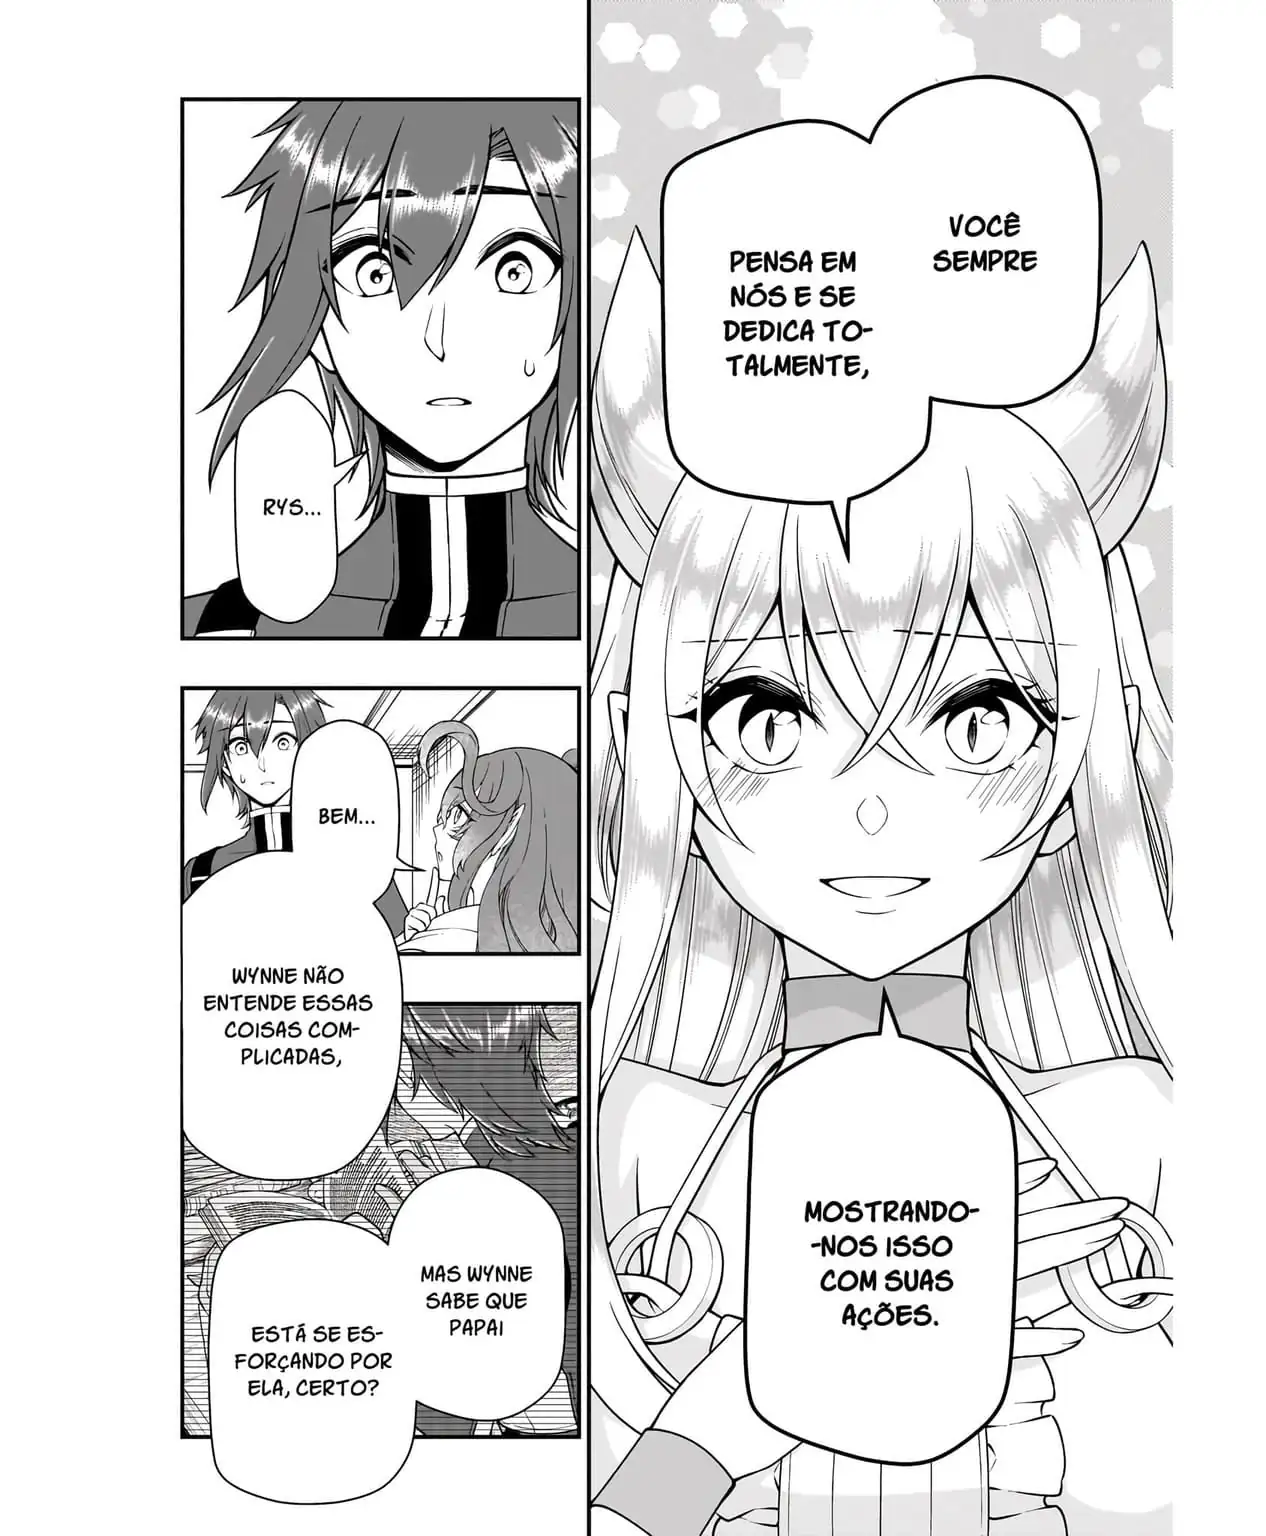 VOCÊ
SEMPRE
PENSA EM
NÓS E SE
DEDICA TO-
TALMENTE,
MOSTRANDO-
-NOS ISSO
COM SUAS
AÇÕES.
RYS...
BEM...
WYNNE NÃO
ENTENDE ESSAS
COISAS COM-
PLICADAS,
MAS WYNNE
SABE QUE
PAPAI
ESTÁ SE ES-
FORÇANDO POR
ELA, CERTO?